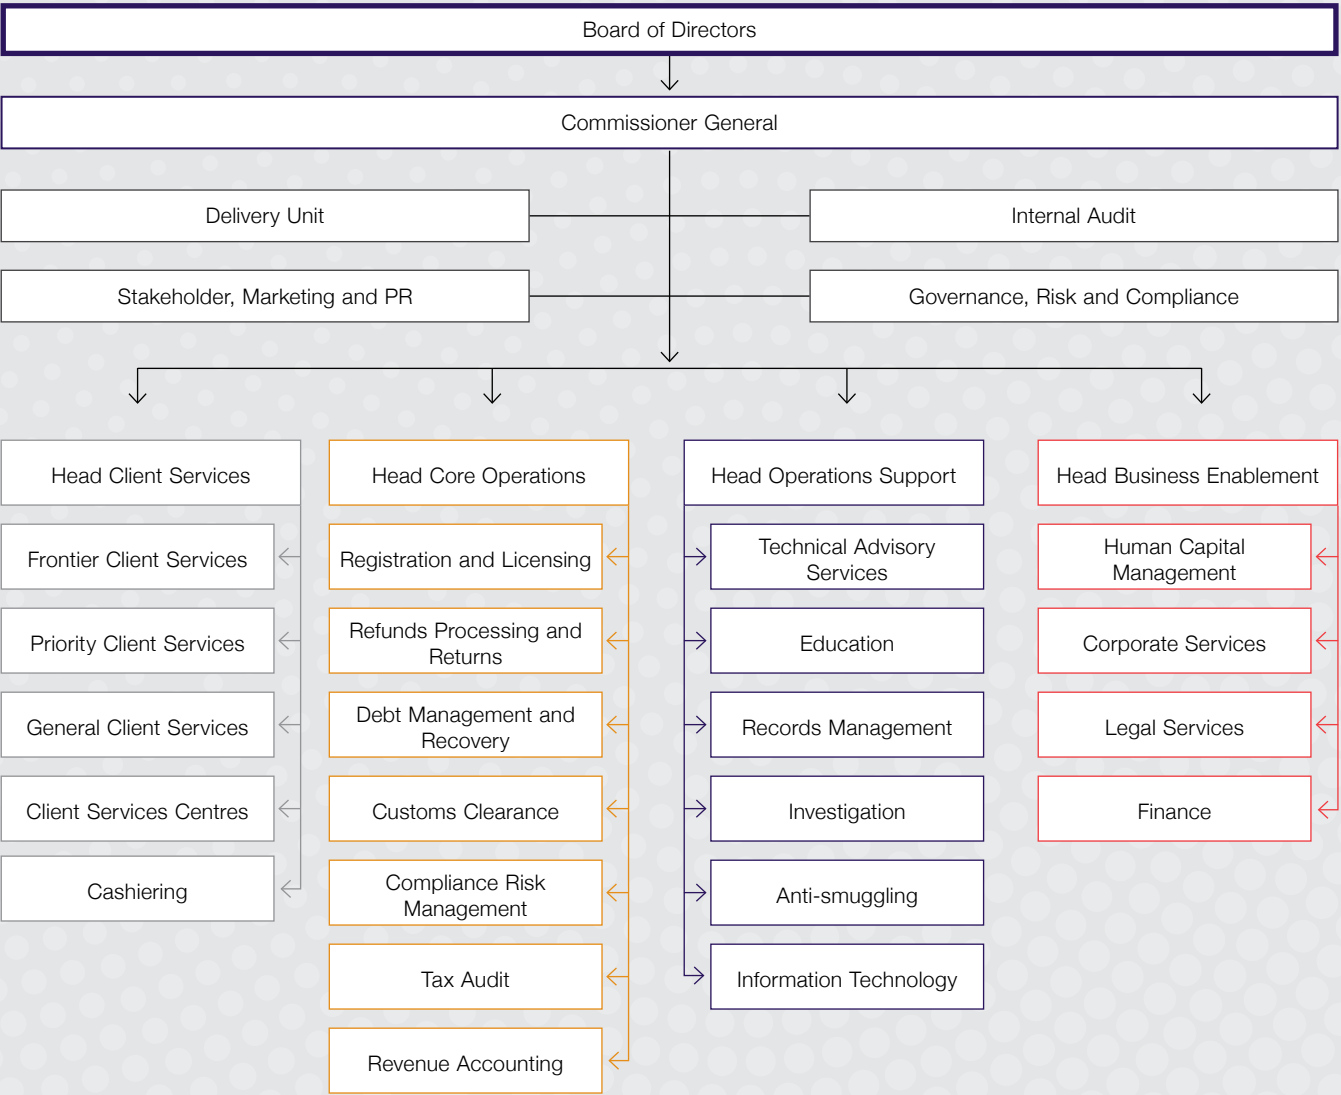 Board of Directors
Commissioner General
Delivery Unit
Internal Audit
Stakeholder, Marketing and PR
Governance, Risk and Compliance
Head Client Services
Frontier Client Services
Priority Client Services
General Client Services
Client Services Centres
Cashiering
Head Core Operations
Registration and Licensing
Refunds Processing and
Returns
Debt Management and
Recovery
Customs Clearance
Compliance Risk
Management
Tax Audit
Revenue Accounting
Head Operations Support
Technical Advisory
Services
Education
Records Management
Investigation
Anti-smuggling
Information Technology
Head Business Enablement
Human Capital
Management
Corporate Services
Legal Services
Finance